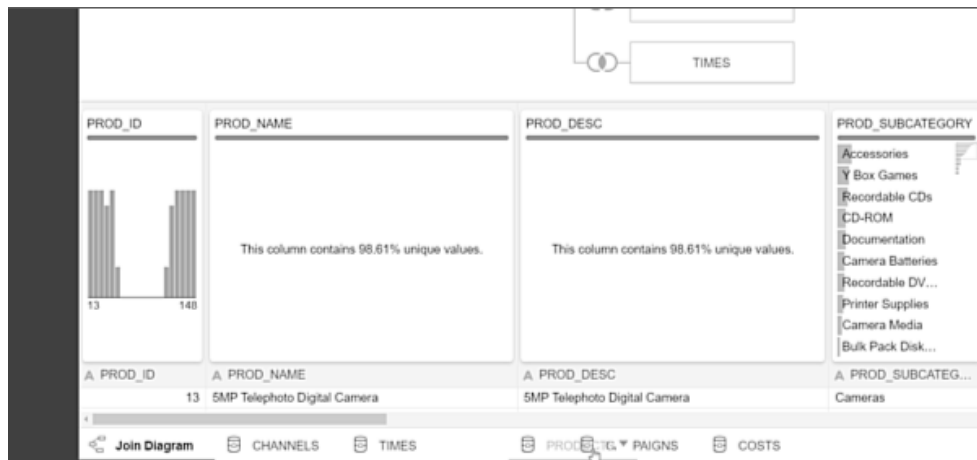 TIMES
PROD_ID PROD_NAME PROD_DESC PROD_SUBCATEGORY
Accessories
Y Box Games
Recordable CDs
CD-ROM
This column contains 98.61% unique values. This column contains 98.61% unique values.
Documentation
Camera Batteries
Recordable DV...
13 148
Printer Supplies
Camera Media
Bulk Pack Disk...
A PROD_ID A PROD_NAME A PROD_DESC A PROD_SUBCATEG...
13 5MP Telephoto Digital Camera 5MP Telephoto Digital Camera Cameras
Join Diagram CHANNELS TIMES PAIGNS COSTS